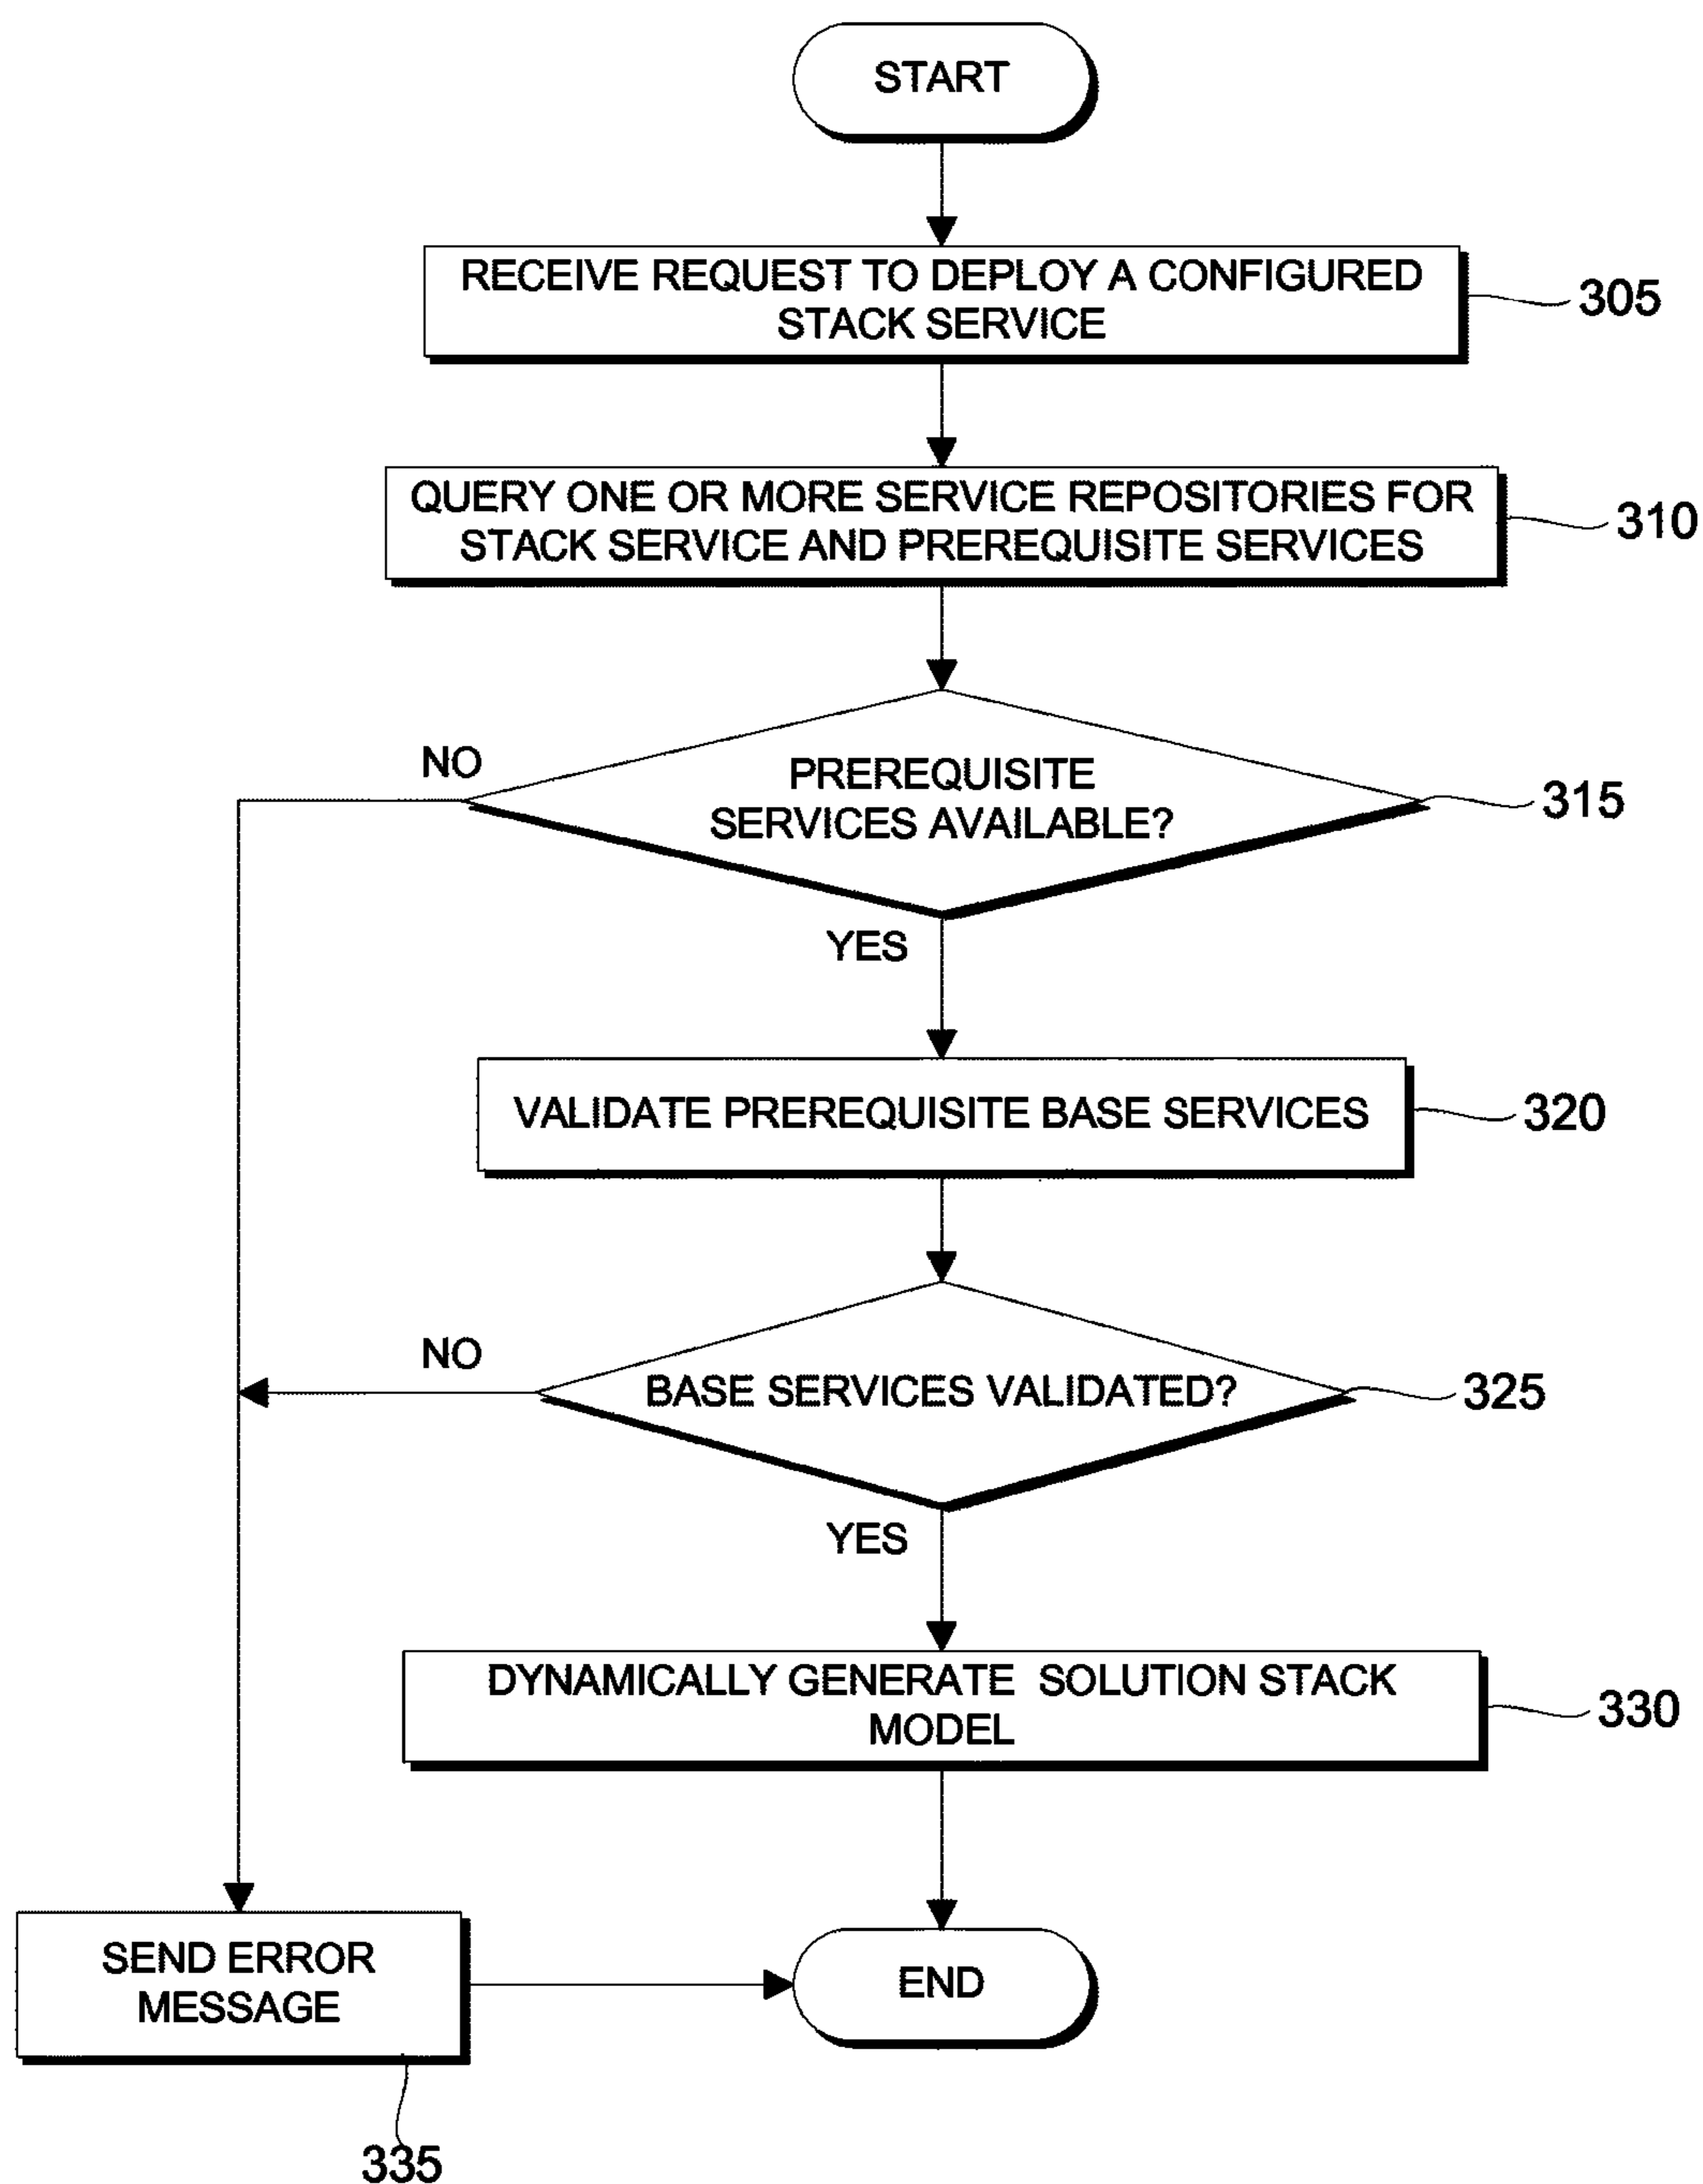 START
RECEIVE REQUEST TO DEPLOY A CONFIGURED
STACK SERVICE
305
QUERY ONE OR MORE SERVICE REPOSITORIES FOR
STACK SERVICE AND PREREQUISITE SERVICES
310
NO
PREREQUISITE
SERVICES AVAILABLE?
315
YES
VALIDATE PREREQUISITE BASE SERVICES
320
NO
BASE SERVICES VALIDATED?
325
YES
DYNAMICALLY GENERATE SOLUTION STACK
MODEL
330
SEND ERROR
MESSAGE
END
335